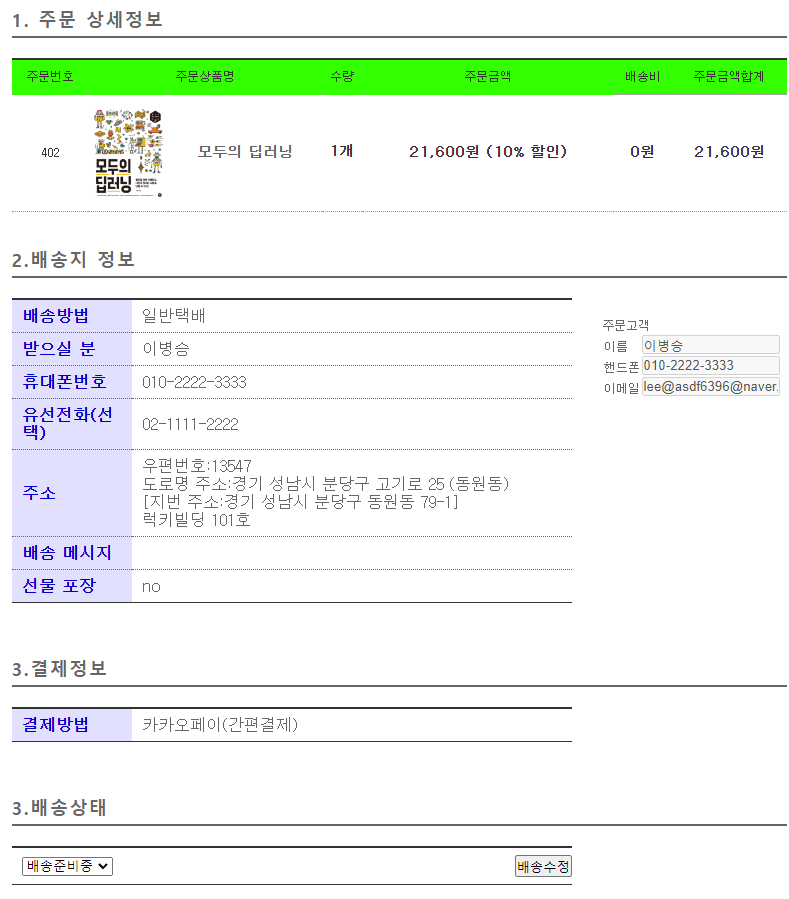 1. 주문 상세정보
주문번호 주문상품명 수량 주문금액 배송비 주문금액합계
모두의
딥러닝
402 모두의 딥러닝 1개 21,600원 (10% 할인) 0원 21,600원
2.배송지 정보
배송방법 일반택배
받으실 분 이병승
휴대폰번호 010-2222-3333
유선전화(선
택) 02-1111-2222
주소
우편번호:13547
도로명 주소:경기 성남시 분당구 고기로 25 (동원동)
[지번 주소:경기 성남시 분당구 동원동 79-1]
럭키빌딩 101호
배송 메시지
선물 포장 no
주문고객
이름 이병승
핸드폰 010-2222-3333
이메일 lee@asdf6396@naver.
3.결제정보
결제방법 카카오페이(간편결제)
3.배송상태
배송준비중 배송수정